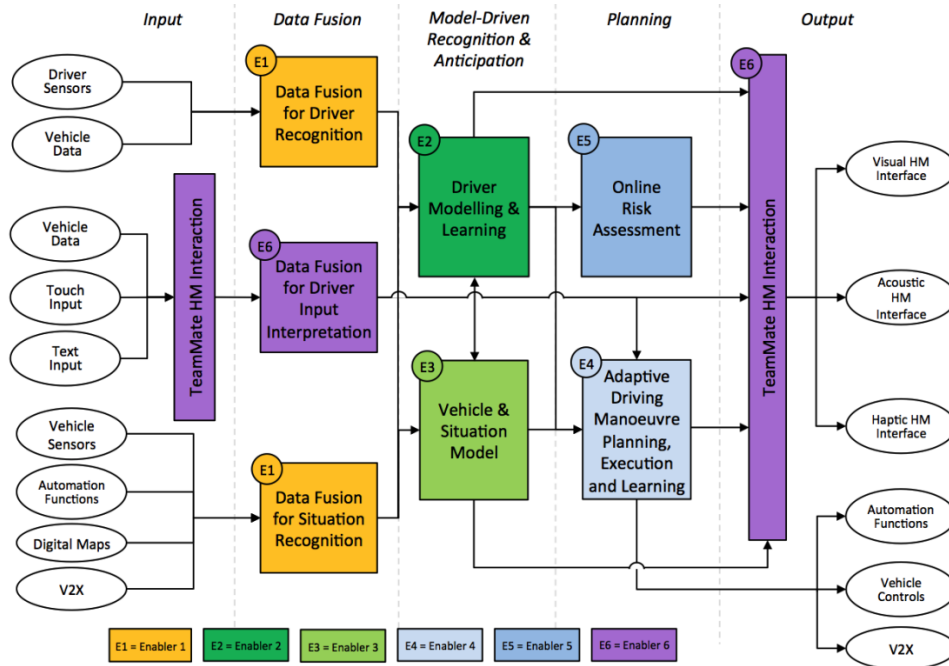 Input
Data Fusion
Model-Driven
Recognition &
Anticipation
Planning
Output
Driver
Sensors
Vehicle
Data
E1
Data Fusion
for Driver
Recognition
E2
Driver
Modelling &
Learning
E5
Online
Risk
Assessment
E6
TeamMate HM Interaction
Visual HM
Interface
Vehicle
Data
Touch
Input
Text
Input
TeamMate HM Interaction
E6
Data Fusion
for Driver
Input
Interpretation
Acoustic
HM
Interface
E3
Vehicle &
Situation
Model
E4
Adaptive
Driving
Manoeuvre
Planning,
Execution
and Learning
Haptic HM
Interface
Vehicle
Sensors
Automation
Functions
Digital Maps
V2X
E1
Data Fusion
for Situation
Recognition
Automation
Functions
Vehicle
Controls
V2X
E1 = Enabler 1
E2 = Enabler 2
E3 = Enabler 3
E4 = Enabler 4
E5 = Enabler 5
E6 = Enabler 6